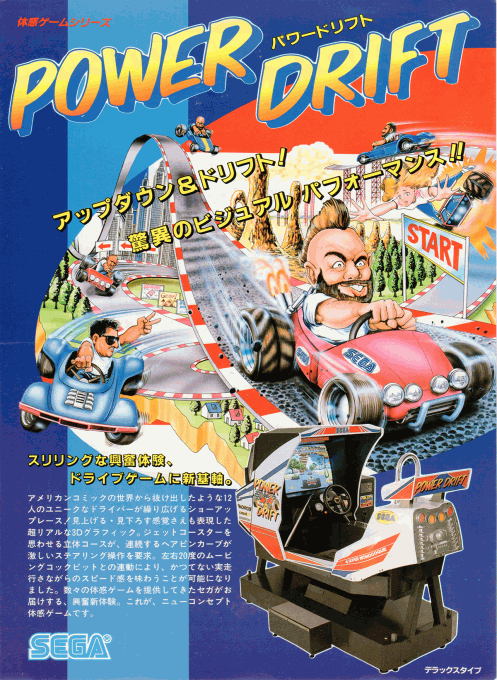 体感ゲームシリーズ
POWER DRIFT
パワードリフト
アップダウン&ドリフト!
驚異のビジュアル パフォーマンス!!
START
SEGA
スリリングな興奮体験、
ドライブゲームに新基軸。
アメリカンコミックの世界から抜け出したような12
人のユニークなドライバーが繰り広げるショーアッ
プレース!見上げる・見下ろす感覚さえも表現した
超リアルな3Dグラフィック。ジェットコースターを
思わせる立体コースが、連続するヘアピンカーブが
激しいステアリング操作を要求。左右20度のムービ
ングコックピットとの連動により、かつてない実走
行さながらのスピード感を味わうことが可能になり
ました。数々の体感ゲームを提供してきたセガがお
届けする、興奮新体験。これが、ニューコンセプト
体感ゲームです。
SEGA
POWER
DRIFT
POWER DRIFT
SEGA®
デラックスタイプ